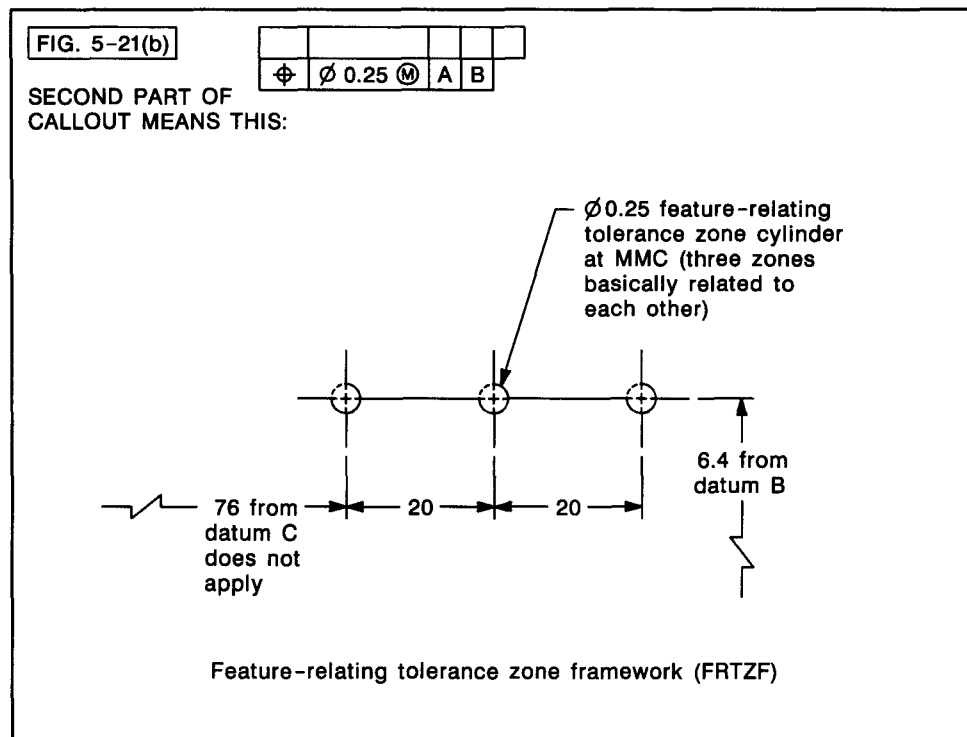 FIG. 5-21(b)
⌖ Ø 0.25 Ⓜ A B
SECOND PART OF
CALLOUT MEANS THIS:
Ø0.25 feature-relating
tolerance zone cylinder
at MMC (three zones
basically related to
each other)
6.4 from
datum B
76 from
datum C
does not
apply
20
20
Feature-relating tolerance zone framework (FRTZF)